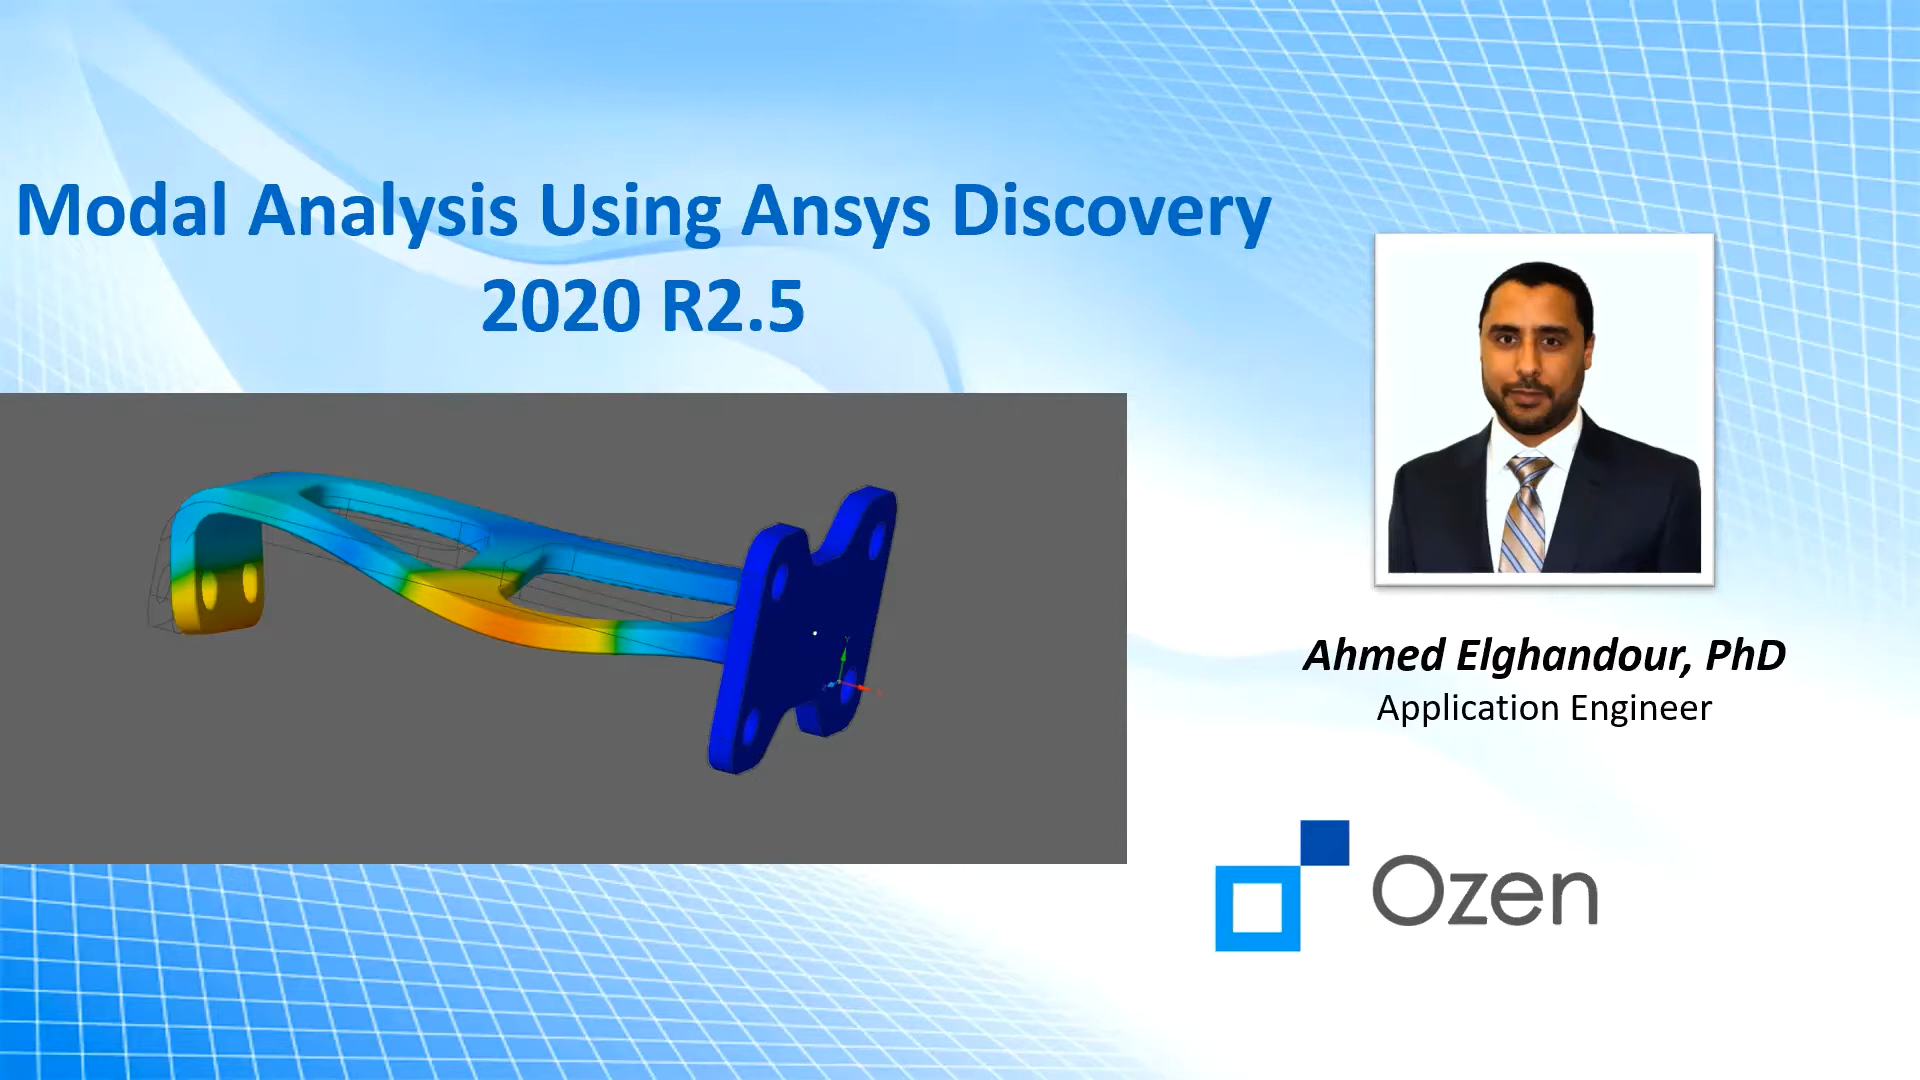 Modal Analysis Using Ansys Discovery
2020 R2.5
Ahmed Elghandour, PhD
Application Engineer
Ozen